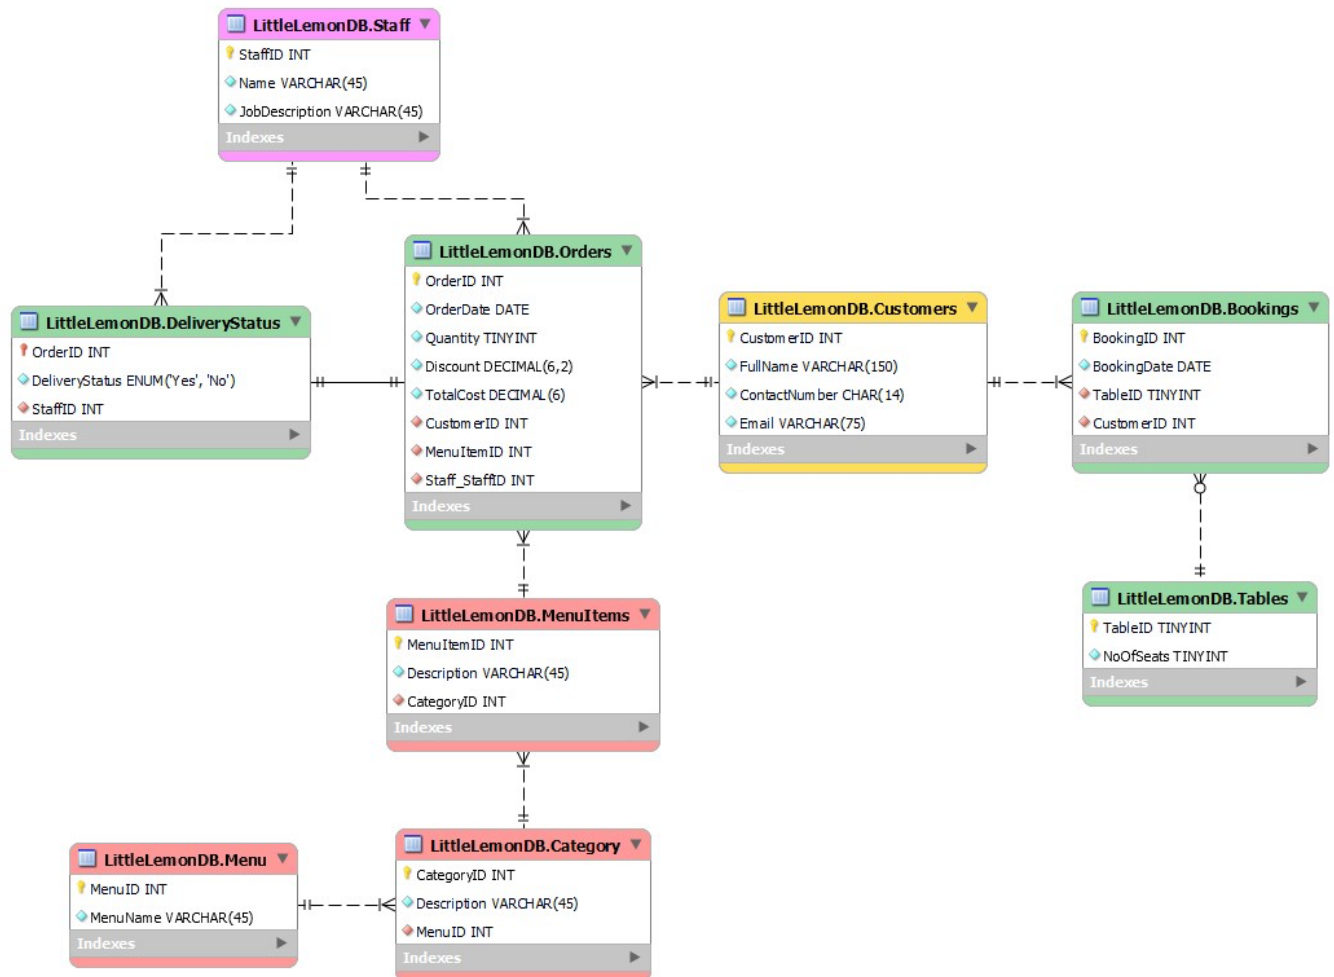 LittleLemonDB.Staff
StaffID INT
Name VARCHAR(45)
JobDescription VARCHAR(45)
Indexes
LittleLemonDB.Orders
OrderID INT
OrderDate DATE
Quantity TINYINT
Discount DECIMAL(6,2)
TotalCost DECIMAL(6)
CustomerID INT
MenuItemID INT
Staff_StaffID INT
Indexes
LittleLemonDB.DeliveryStatus
OrderID INT
DeliveryStatus ENUM('Yes', 'No')
StaffID INT
Indexes
LittleLemonDB.Customers
CustomerID INT
FullName VARCHAR(150)
ContactNumber CHAR(14)
Email VARCHAR(75)
Indexes
LittleLemonDB.Bookings
BookingID INT
BookingDate DATE
TableID TINYINT
CustomerID INT
Indexes
LittleLemonDB.Tables
TableID TINYINT
NoOfSeats TINYINT
Indexes
LittleLemonDB.MenuItems
MenuItemID INT
Description VARCHAR(45)
CategoryID INT
Indexes
LittleLemonDB.Menu
MenuID INT
MenuName VARCHAR(45)
Indexes
LittleLemonDB.Category
CategoryID INT
Description VARCHAR(45)
MenuID INT
Indexes